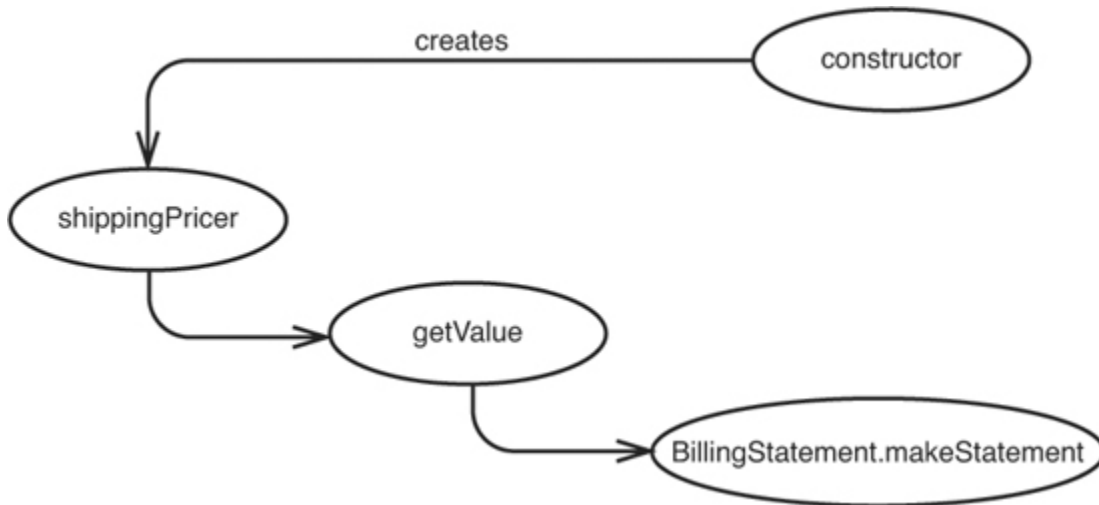 creates
constructor
shippingPricer
getValue
BillingStatement.makeStatement